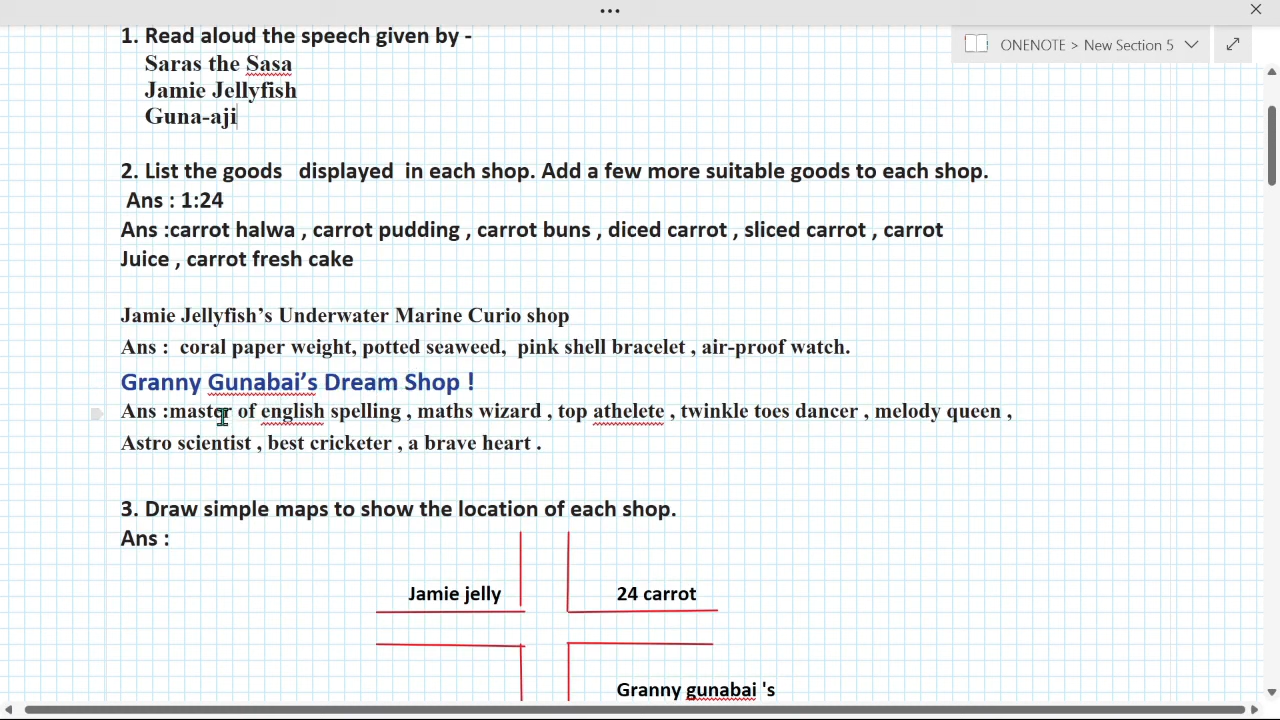 ONENOTE > New Section 5
1. Read aloud the speech given by -
Saras the Sasa
Jamie Jellyfish
Guna-aji
2. List the goods   displayed  in each shop. Add a few more suitable goods to each shop.
Ans : 1:24
Ans :carrot halwa , carrot pudding , carrot buns , diced carrot , sliced carrot , carrot
Juice , carrot fresh cake
Jamie Jellyfish’s Underwater Marine Curio shop
Ans :  coral paper weight, potted seaweed,  pink shell bracelet , air-proof watch.
Granny Gunabai’s Dream Shop !
Ans :master of english spelling , maths wizard , top athelete , twinkle toes dancer , melody queen ,
Astro scientist , best cricketer , a brave heart .
3. Draw simple maps to show the location of each shop.
Ans :
Jamie jelly
24 carrot
Granny gunabai 's